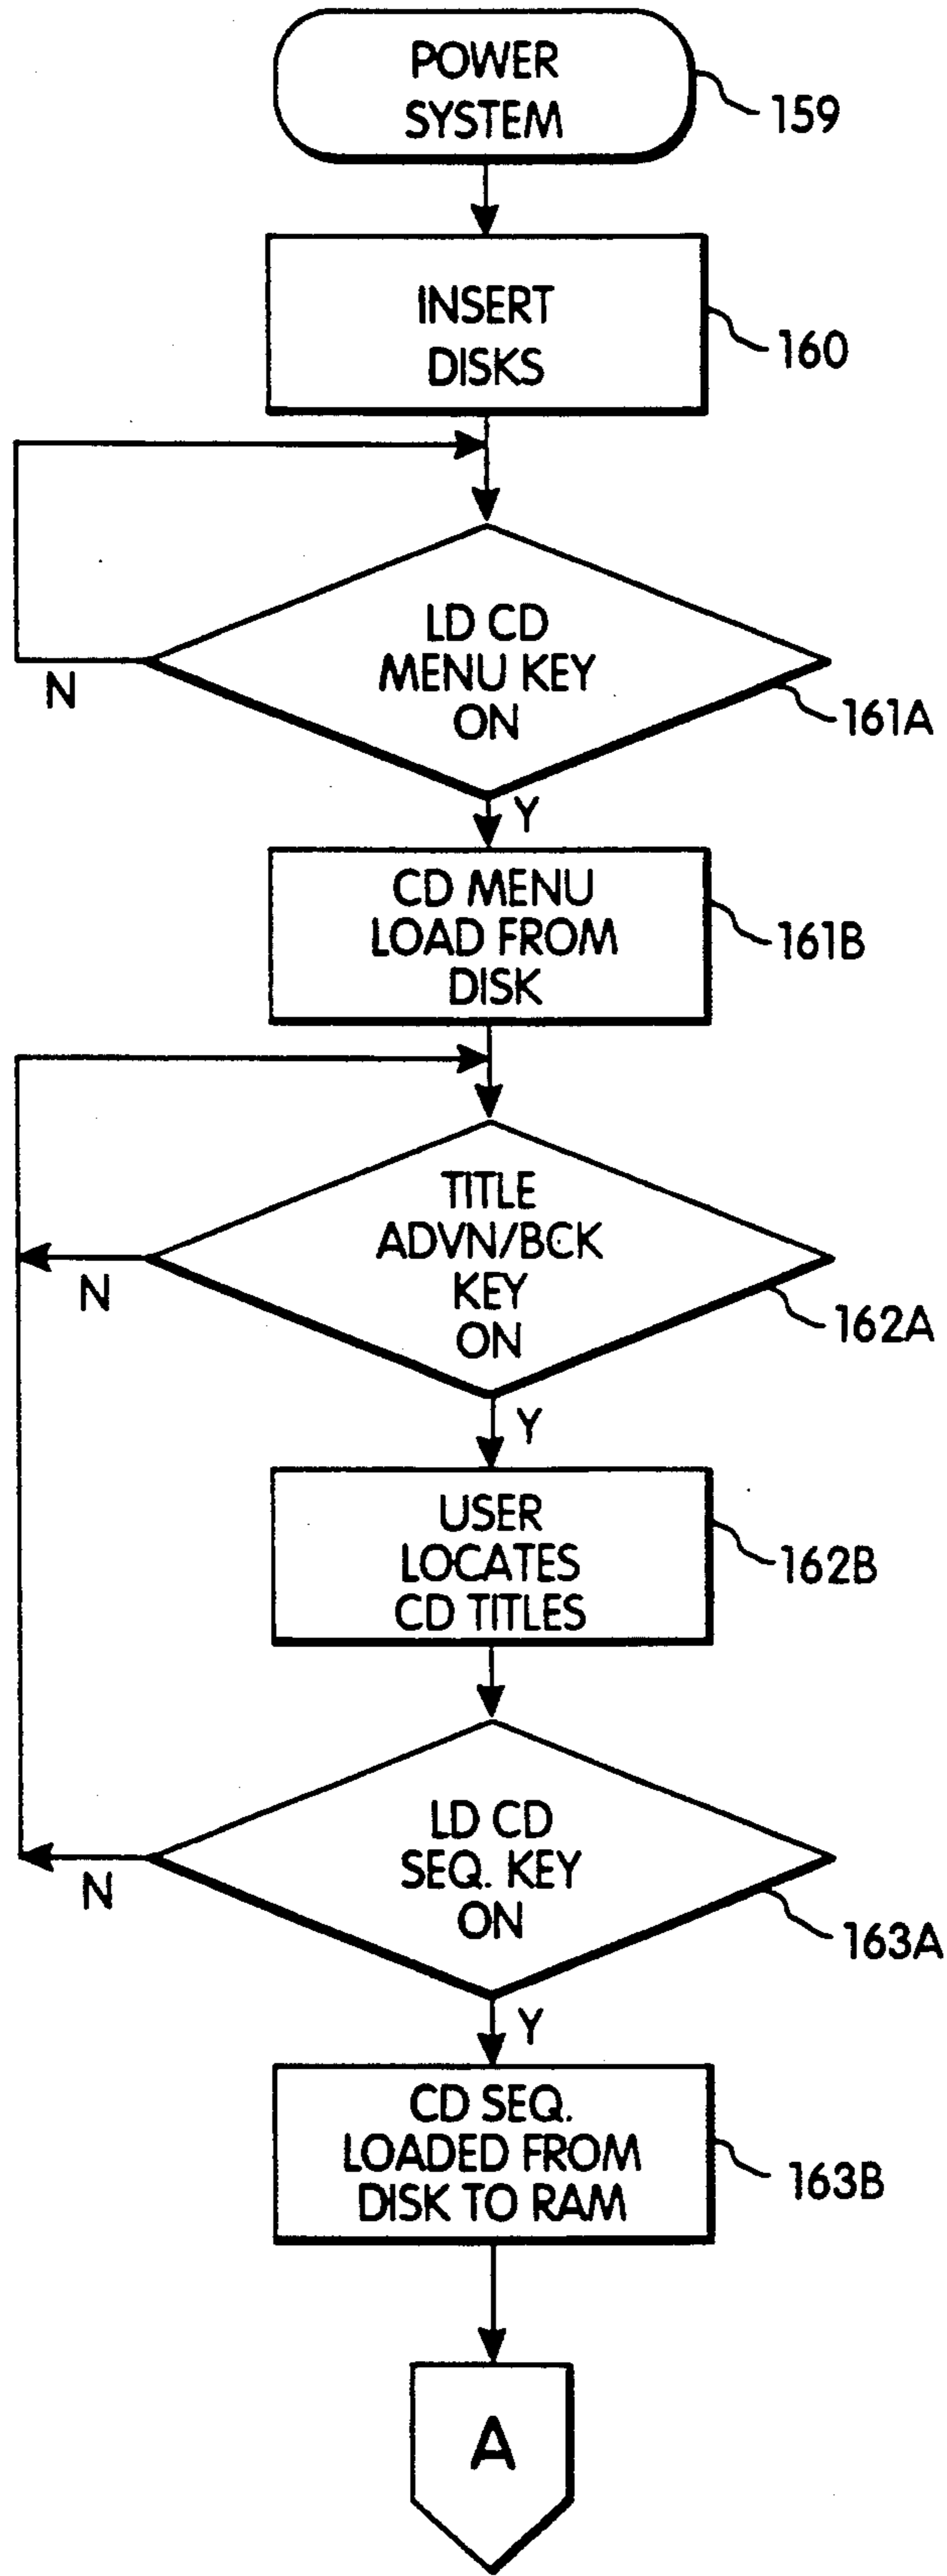 POWER
SYSTEM
159
INSERT
DISKS
160
LD CD
MENU KEY
ON
N
161A
Y
CD MENU
LOAD FROM
DISK
161B
TITLE
ADVN/BCK
KEY
ON
N
162A
Y
USER
LOCATES
CD TITLES
162B
LD CD
SEQ. KEY
ON
N
163A
Y
CD SEQ.
LOADED FROM
DISK TO RAM
163B
A